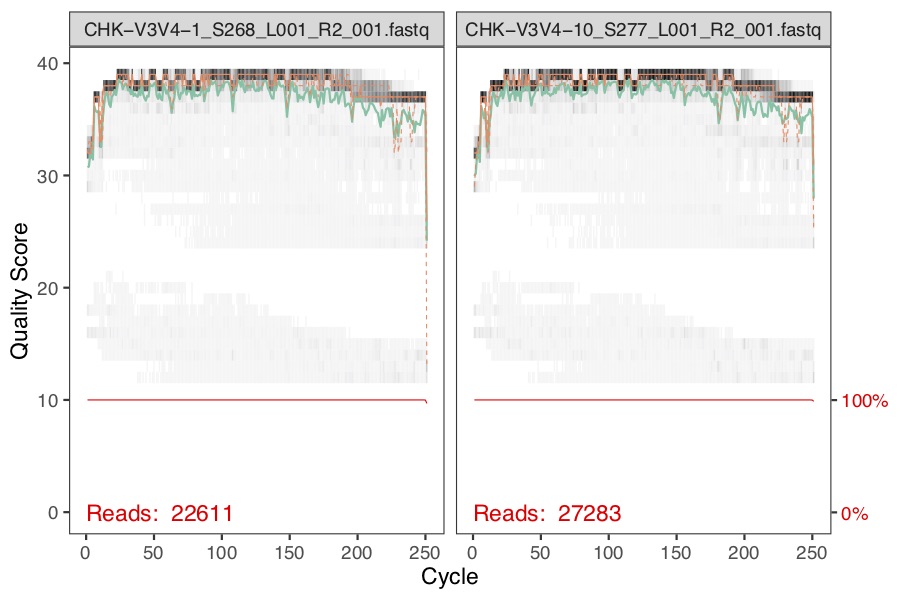 CHK−V3V4−1_S268_L001_R2_001.fastq
CHK−V3V4−10_S277_L001_R2_001.fastq
Quality Score
40
30
20
10
0
Reads: 22611
Reads: 27283
100%
0%
0 50 100 150 200 250
0 50 100 150 200 250
Cycle